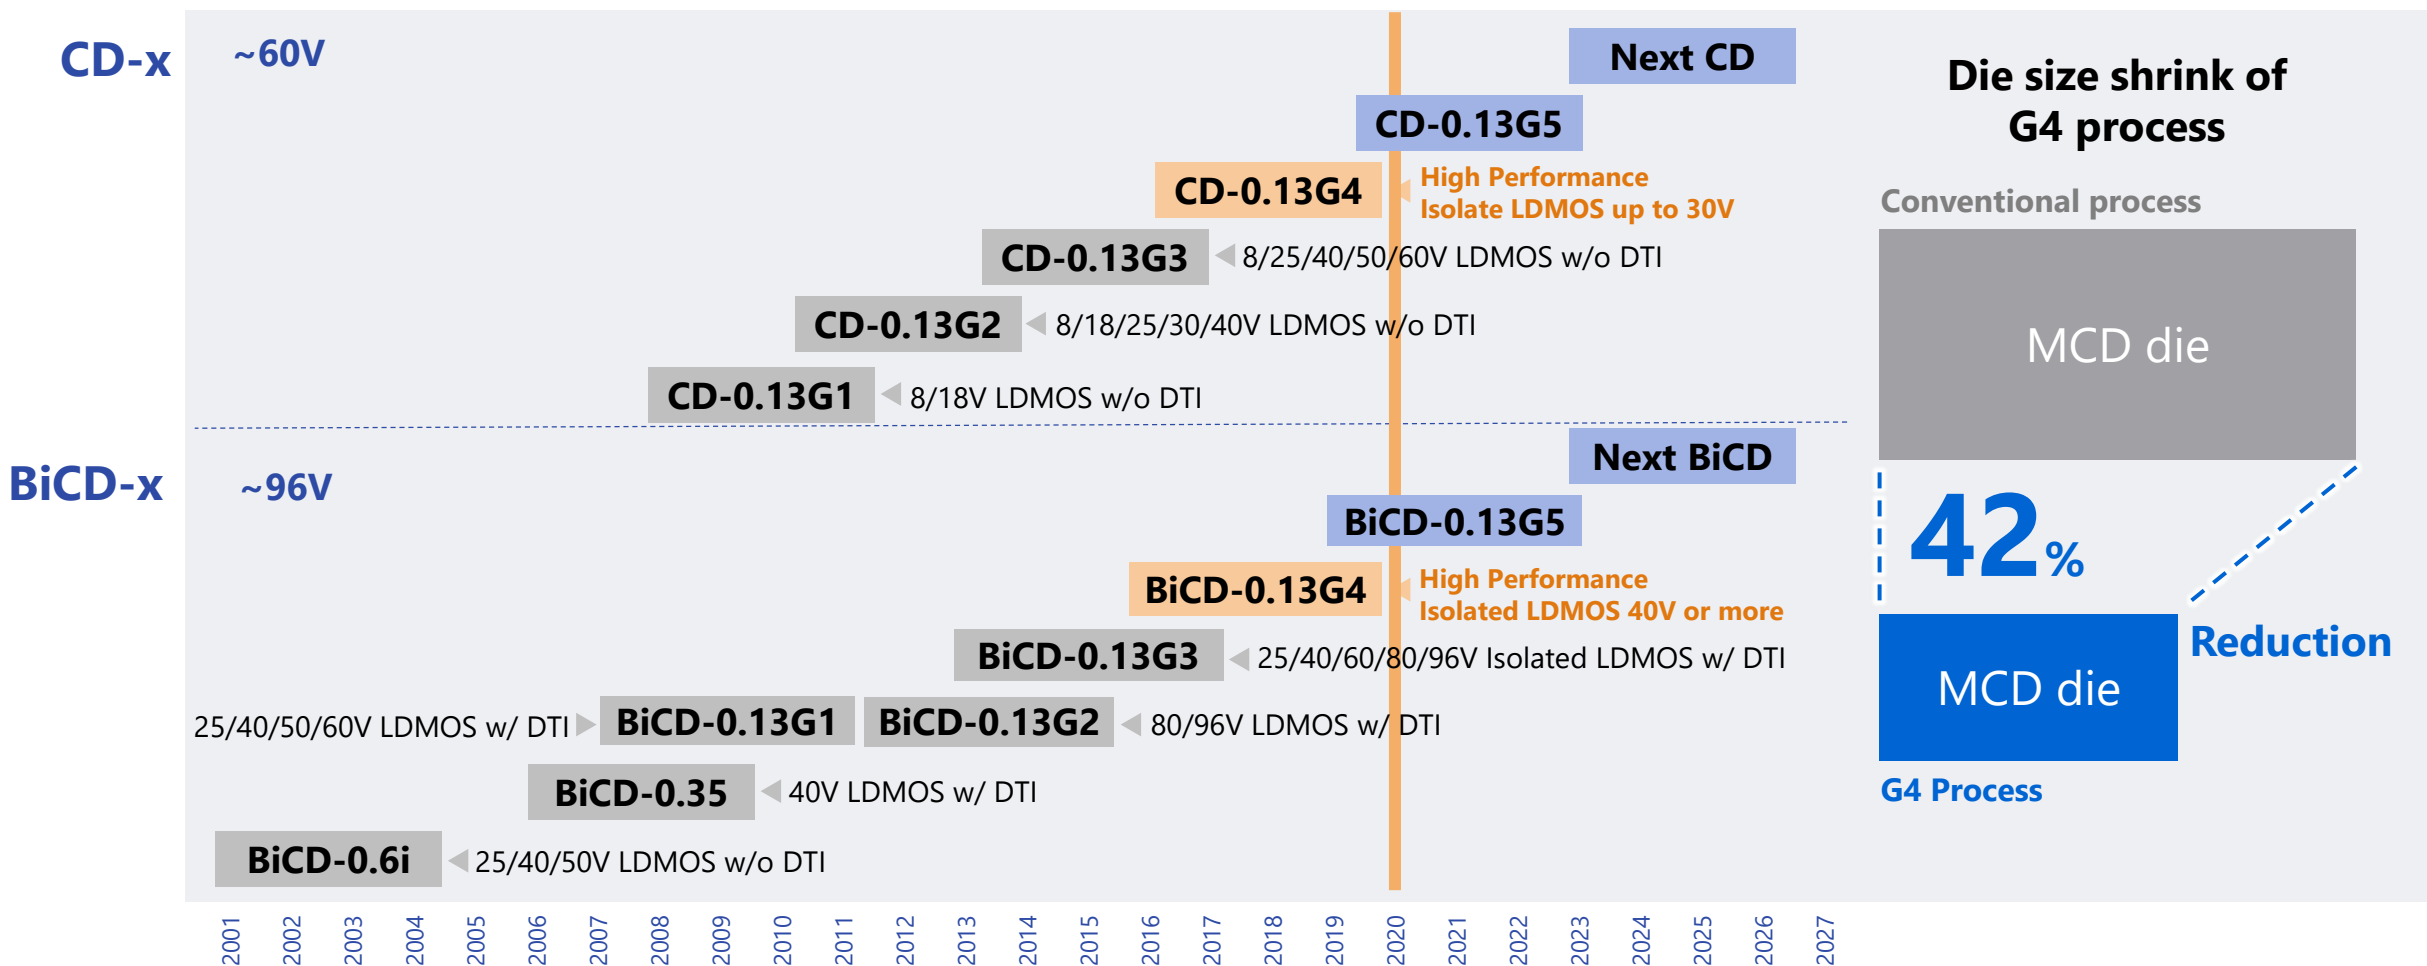 CD-x
~60V
Next CD
CD-0.13G5
CD-0.13G4
High Performance
Isolate LDMOS up to 30V
CD-0.13G3
8/25/40/50/60V LDMOS w/o DTI
CD-0.13G2
8/18/25/30/40V LDMOS w/o DTI
CD-0.13G1
8/18V LDMOS w/o DTI
BiCD-x
~96V
Next BiCD
BiCD-0.13G5
BiCD-0.13G4
High Performance
Isolated LDMOS 40V or more
BiCD-0.13G3
25/40/60/80/96V Isolated LDMOS w/ DTI
25/40/50/60V LDMOS w/ DTI
BiCD-0.13G1
BiCD-0.13G2
80/96V LDMOS w/ DTI
BiCD-0.35
40V LDMOS w/ DTI
BiCD-0.6i
25/40/50V LDMOS w/o DTI
2001
2002
2003
2004
2005
2006
2007
2008
2009
2010
2011
2012
2013
2014
2015
2016
2017
2018
2019
2020
2021
2022
2023
2024
2025
2026
2027
Die size shrink of
G4 process
Conventional process
MCD die
42%
Reduction
MCD die
G4 Process